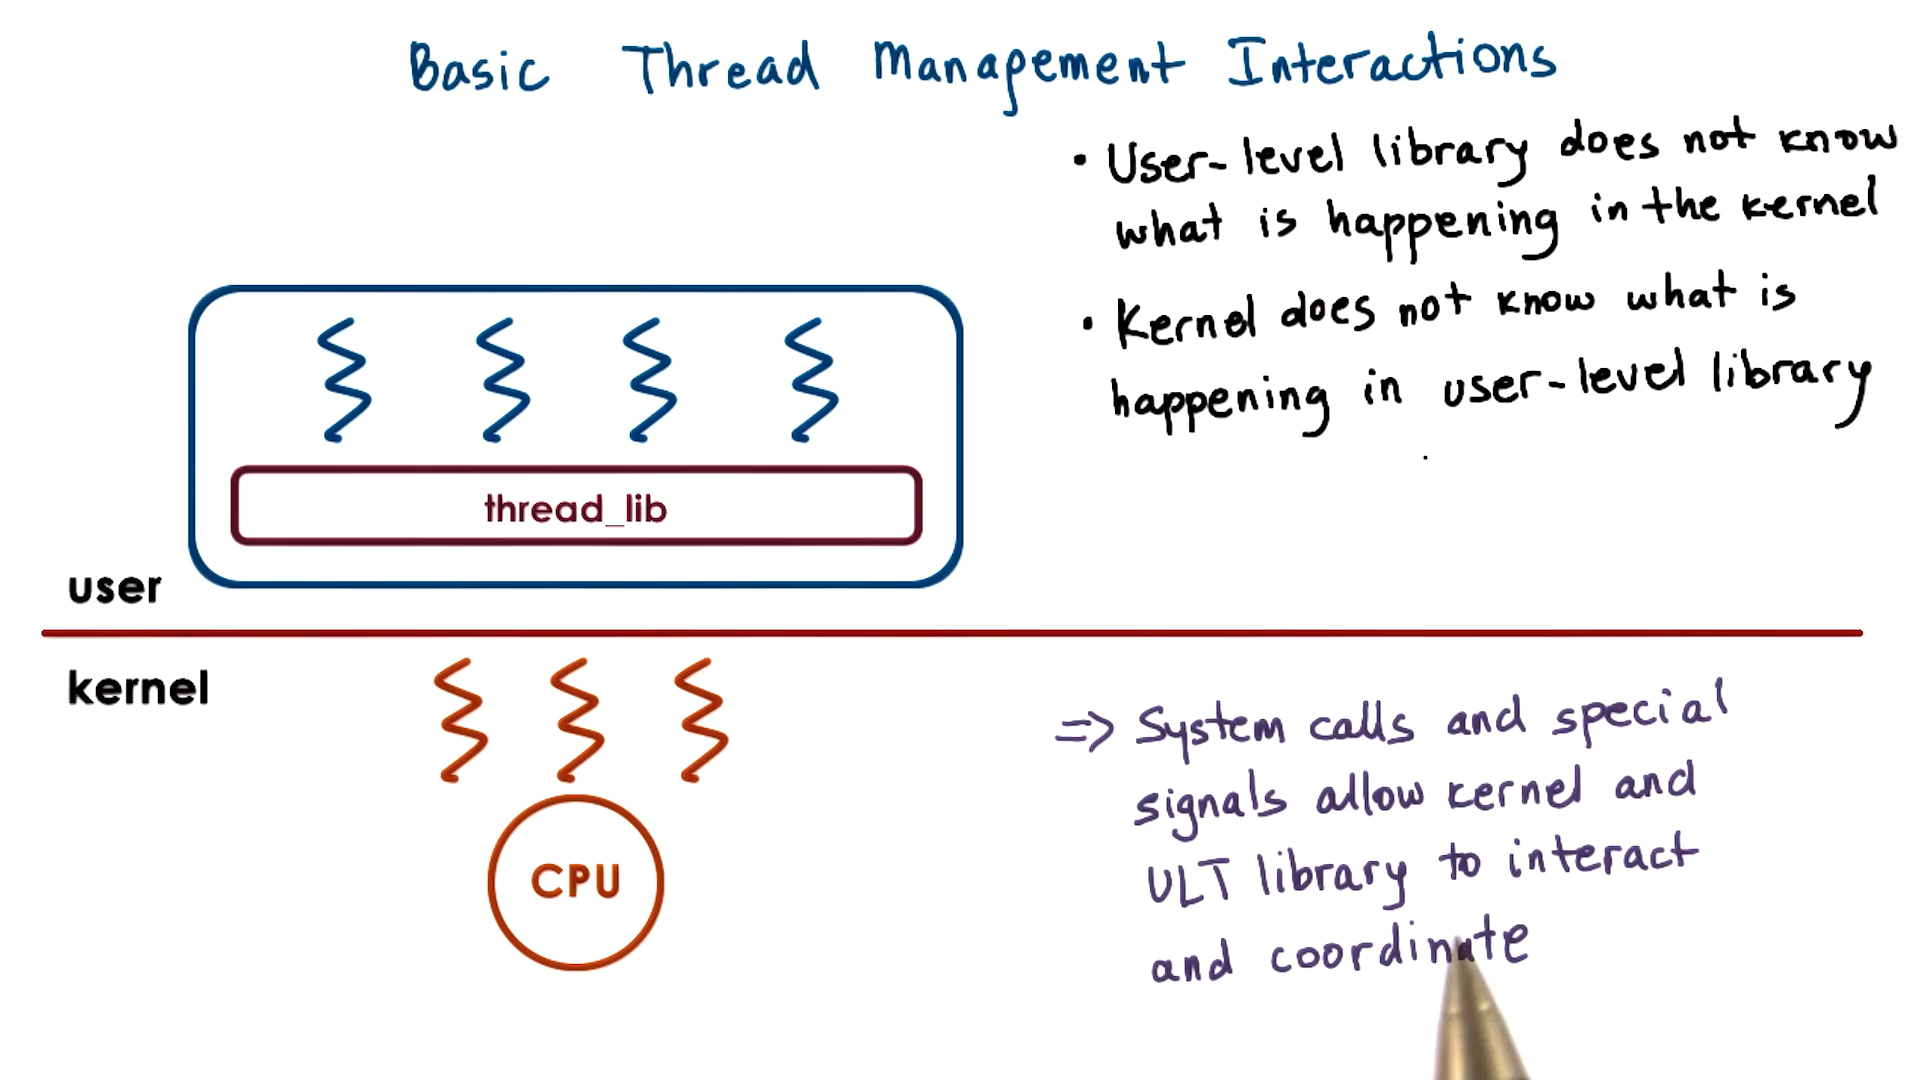 Basic Thread Management Interactions
• User-level library does not know
what is happening in the kernel
• Kernel does not know what is
happening in user-level library
thread_lib
user
kernel
=> System calls and special
signals allow kernel and
ULT library to interact
and coordinate
CPU